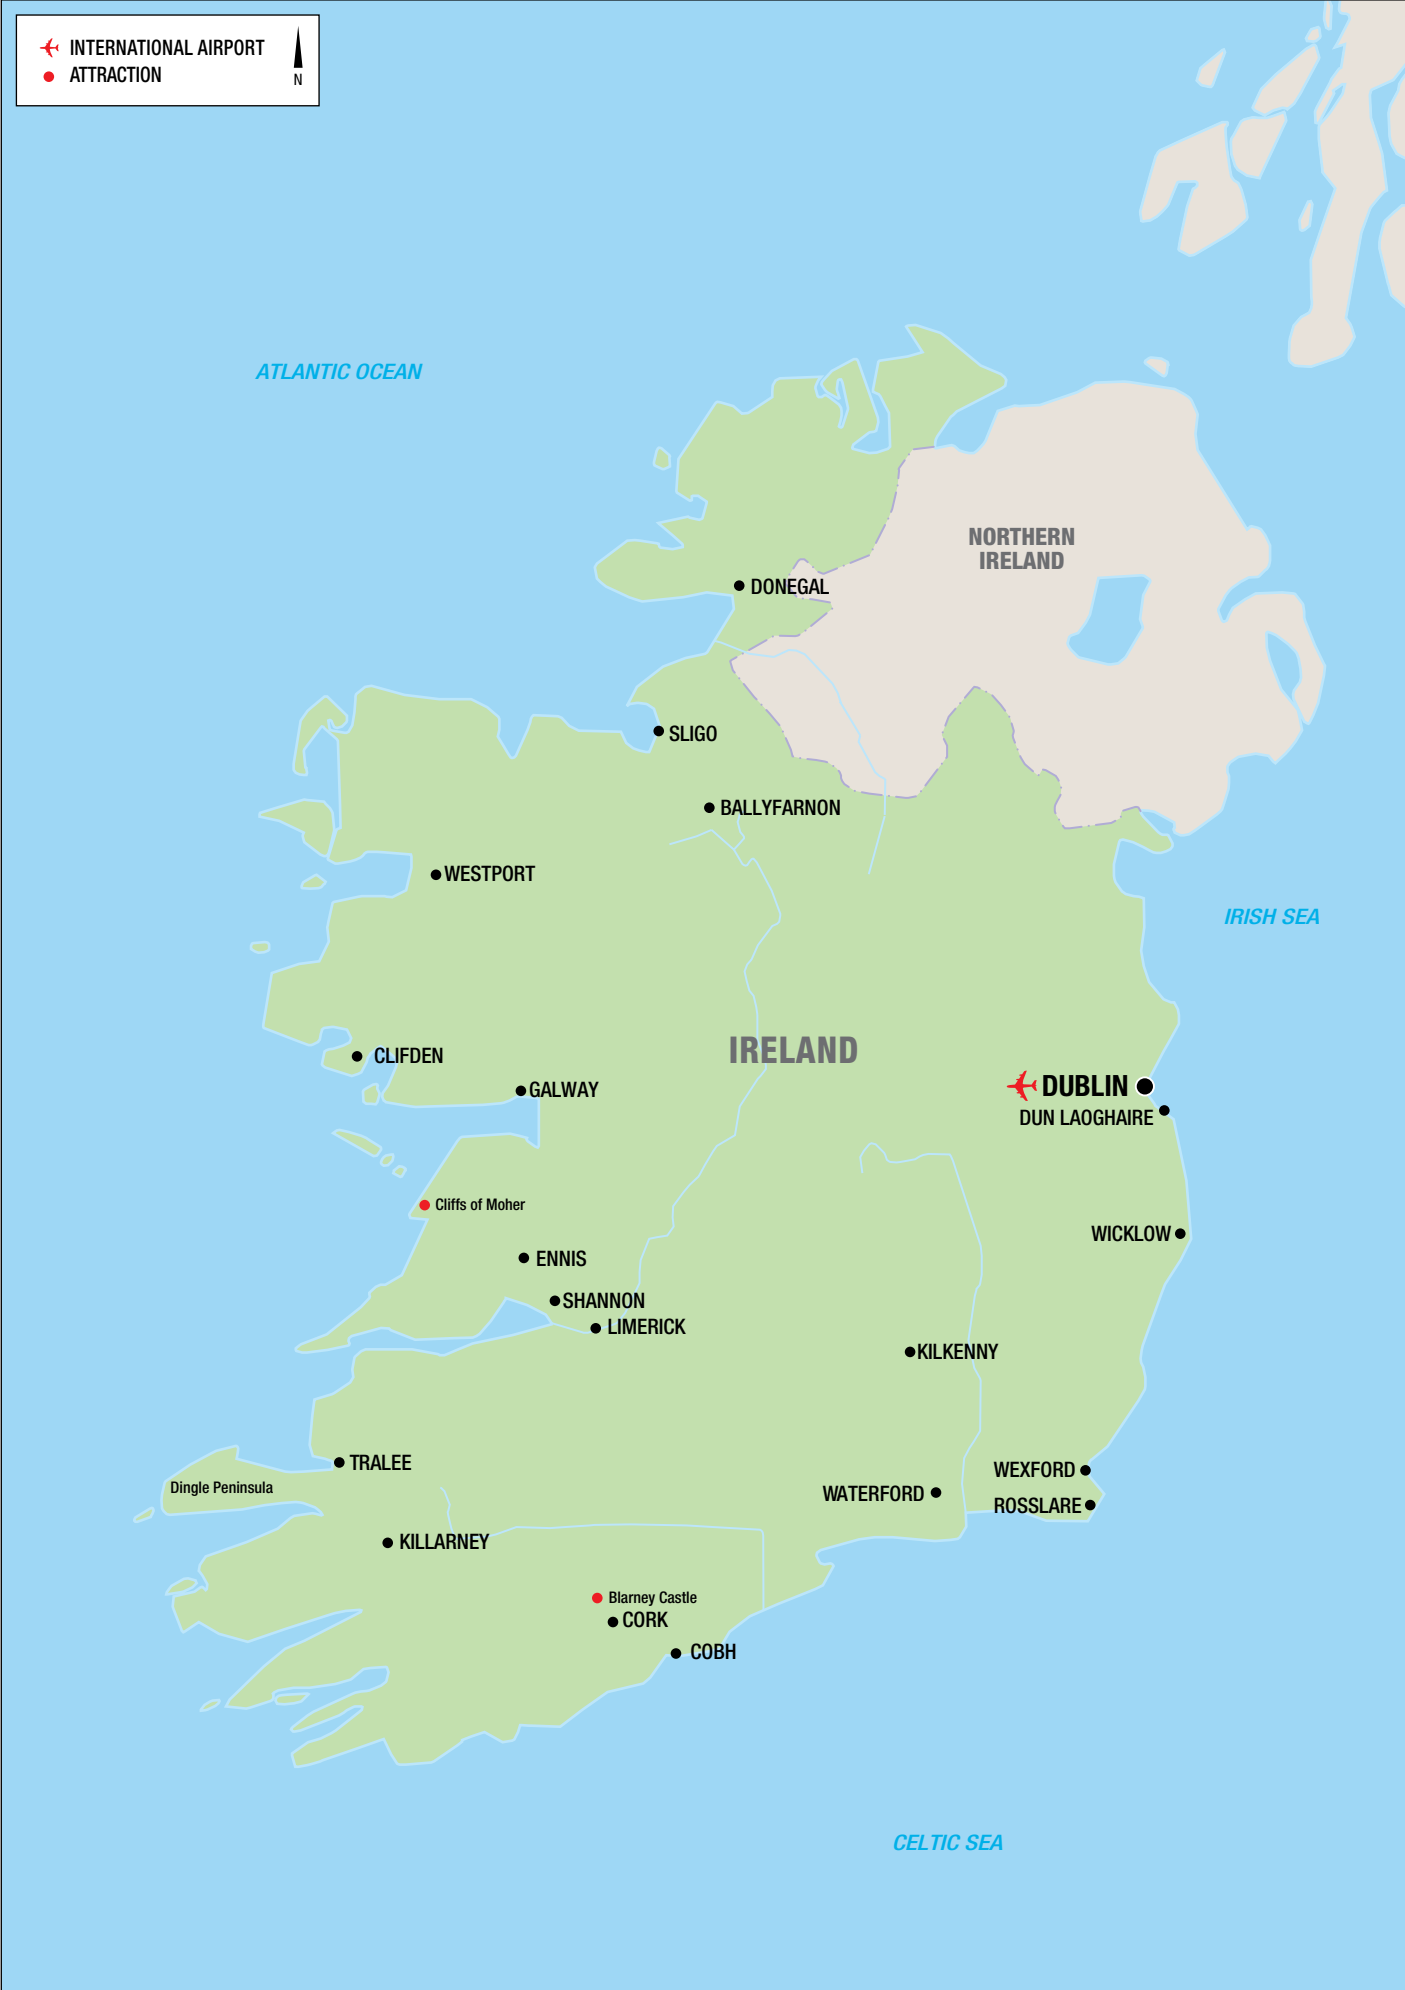 INTERNATIONAL AIRPORT
ATTRACTION
N
ATLANTIC OCEAN
NORTHERN
IRELAND
DONEGAL
SLIGO
BALLYFARNON
WESTPORT
IRISH SEA
IRELAND
CLIFDEN
GALWAY
DUBLIN
DUN LAOGHAIRE
Cliffs of Moher
WICKLOW
ENNIS
SHANNON
LIMERICK
KILKENNY
TRALEE
WEXFORD
Dingle Peninsula
WATERFORD
ROSSLARE
KILLARNEY
Blarney Castle
CORK
COBH
CELTIC SEA